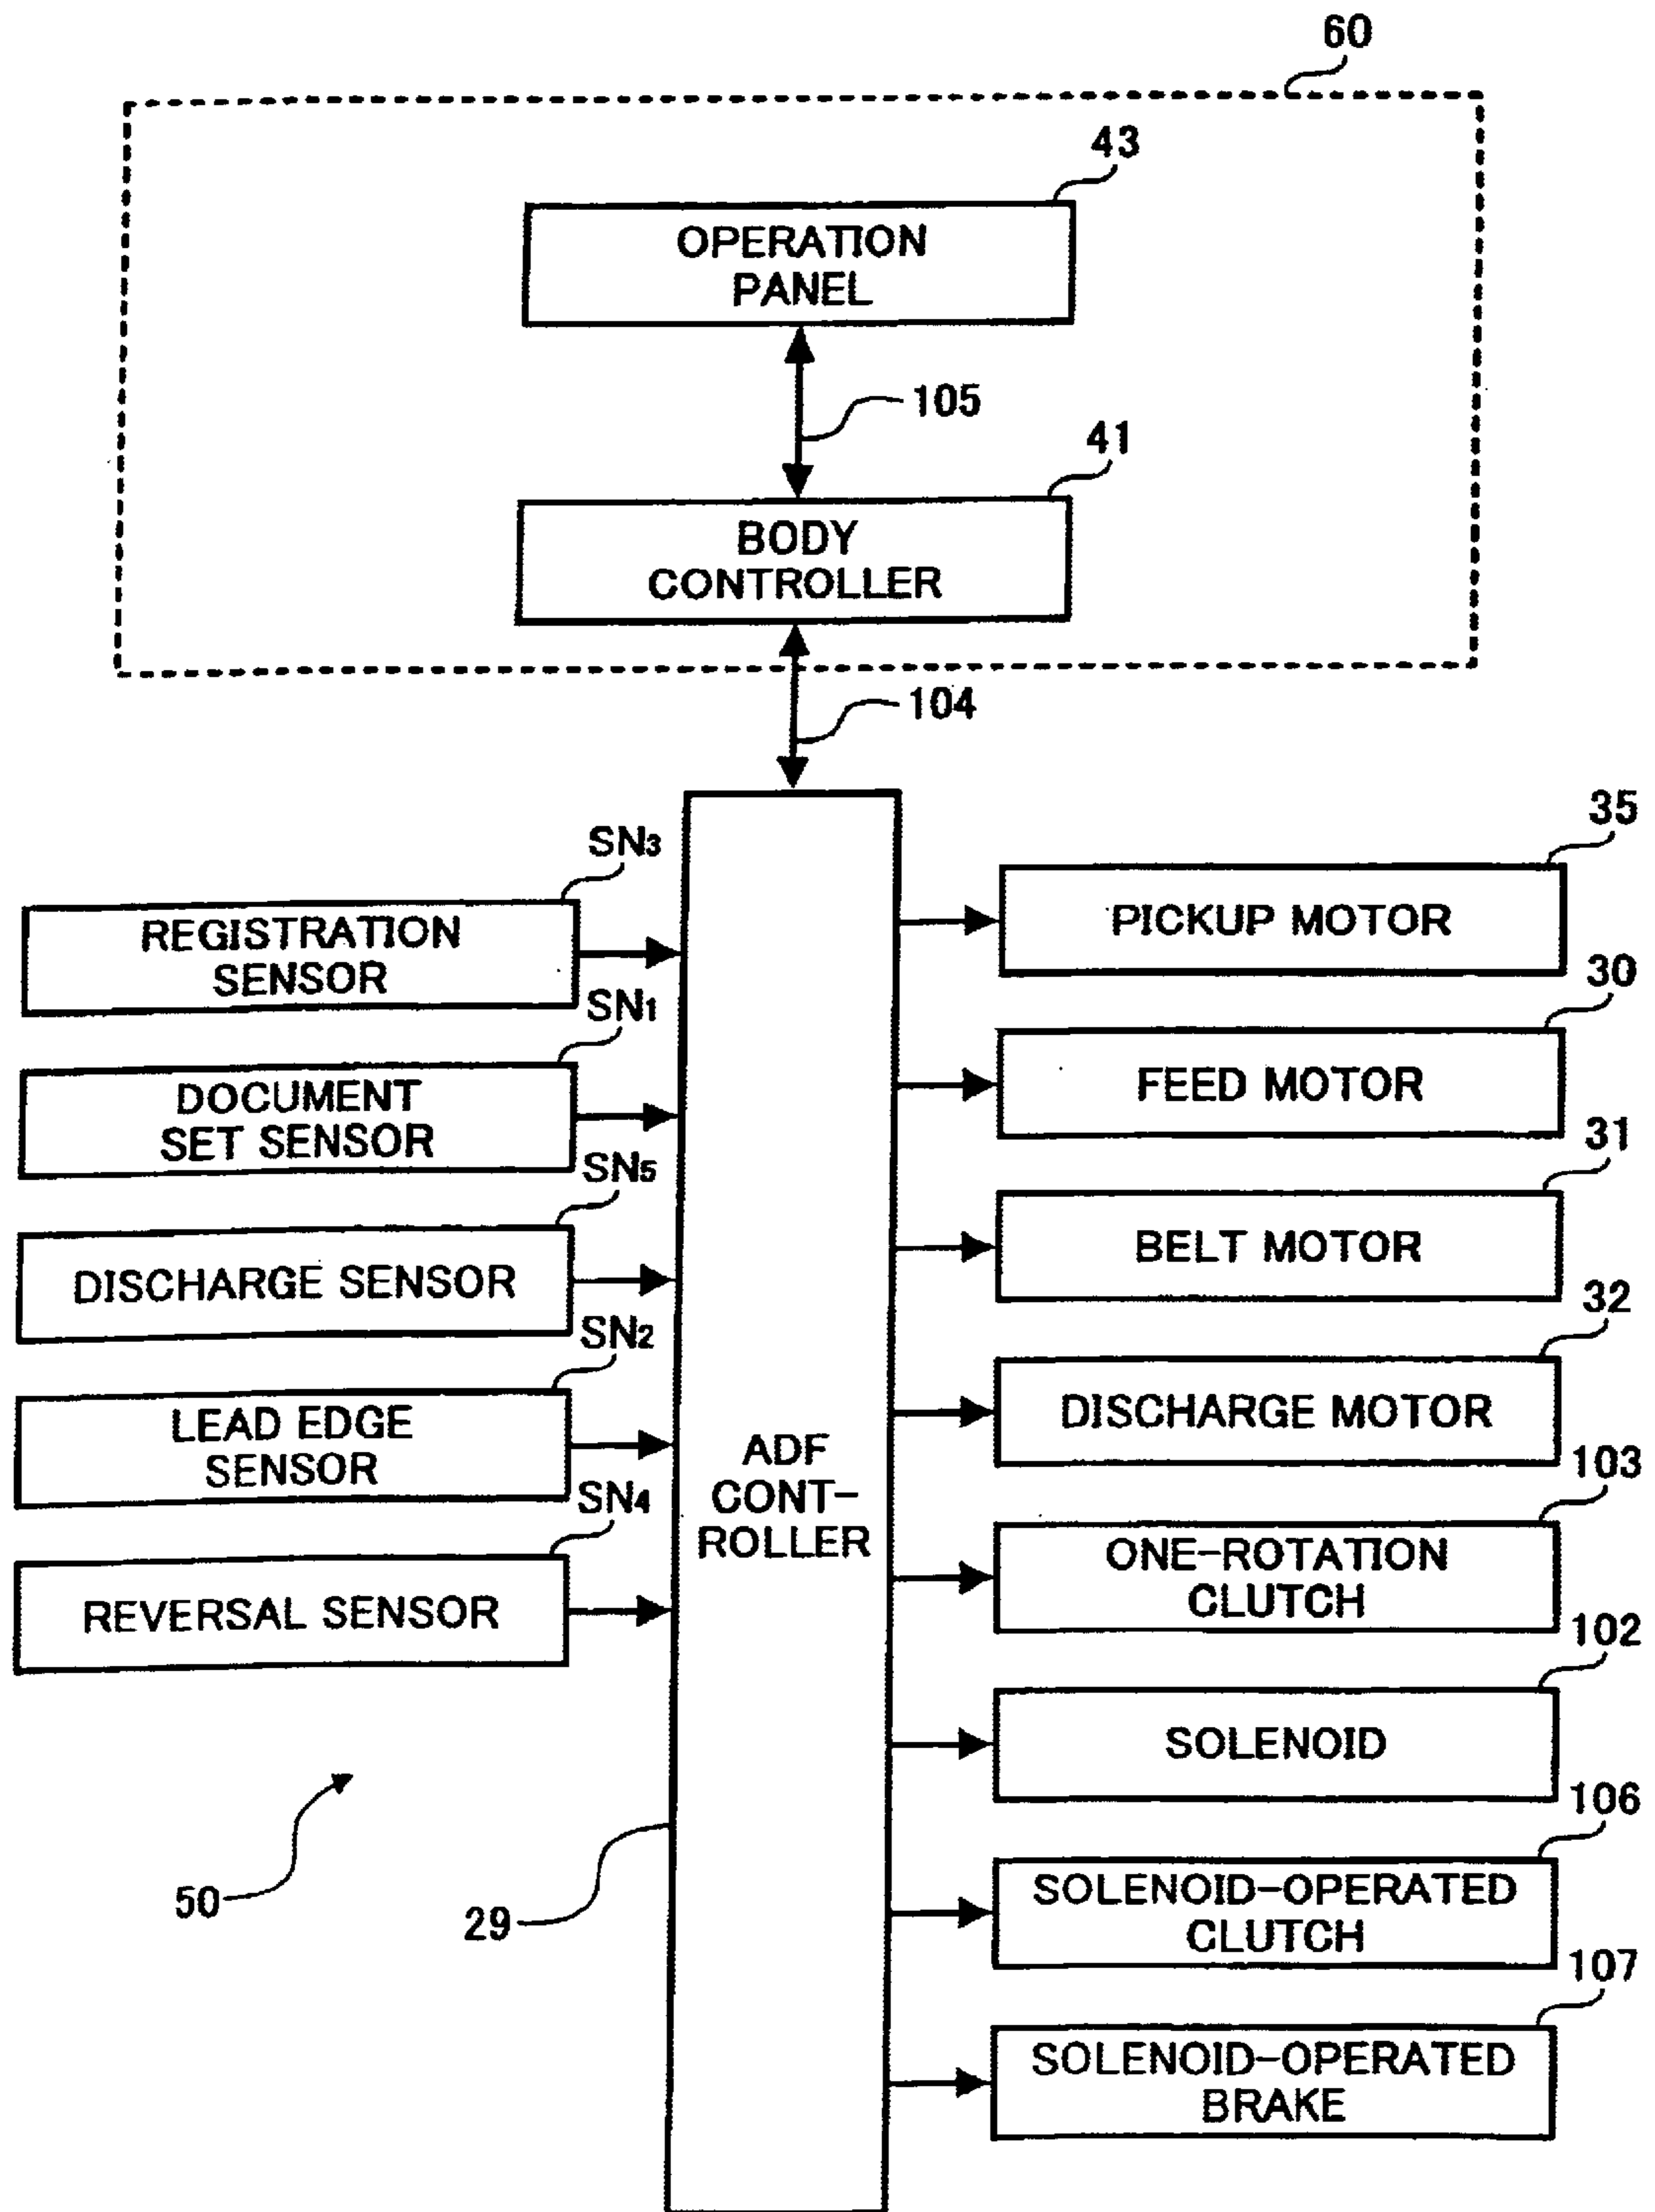 60
43
OPERATION
PANEL
105
41
BODY
CONTROLLER
104
SN3
REGISTRATION
SENSOR
SN1
DOCUMENT
SET SENSOR
SN5
DISCHARGE SENSOR
SN2
LEAD EDGE
SENSOR
SN4
REVERSAL SENSOR
50
29
ADF
CONT-
ROLLER
35
PICKUP MOTOR
30
FEED MOTOR
31
BELT MOTOR
32
DISCHARGE MOTOR
103
ONE-ROTATION
CLUTCH
102
SOLENOID
106
SOLENOID-OPERATED
CLUTCH
107
SOLENOID-OPERATED
BRAKE